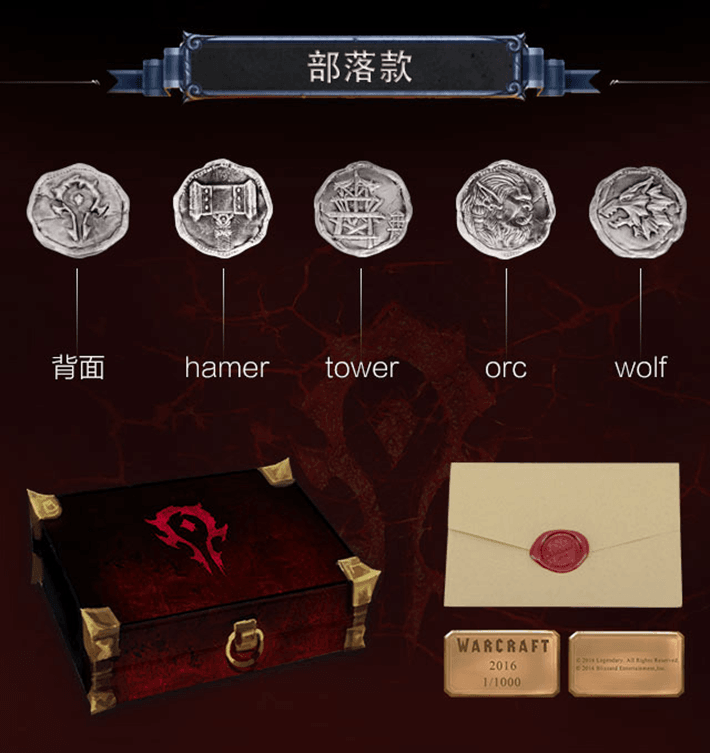 部落款
背面
hamer
tower
orc
wolf
WARCRAFT
2016
1/1000
© 2016 Legendary. All Rights Reserved.
© 2016 Blizzard Entertainment, Inc.